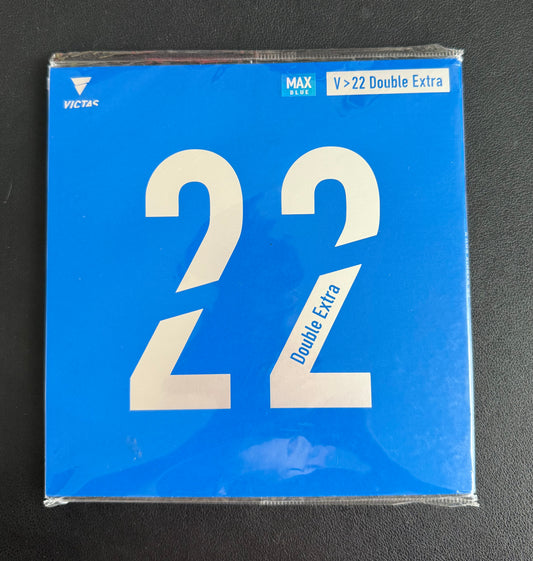 VICTAS
MAX
BLUE
V>22 Double Extra
22
Double Extra